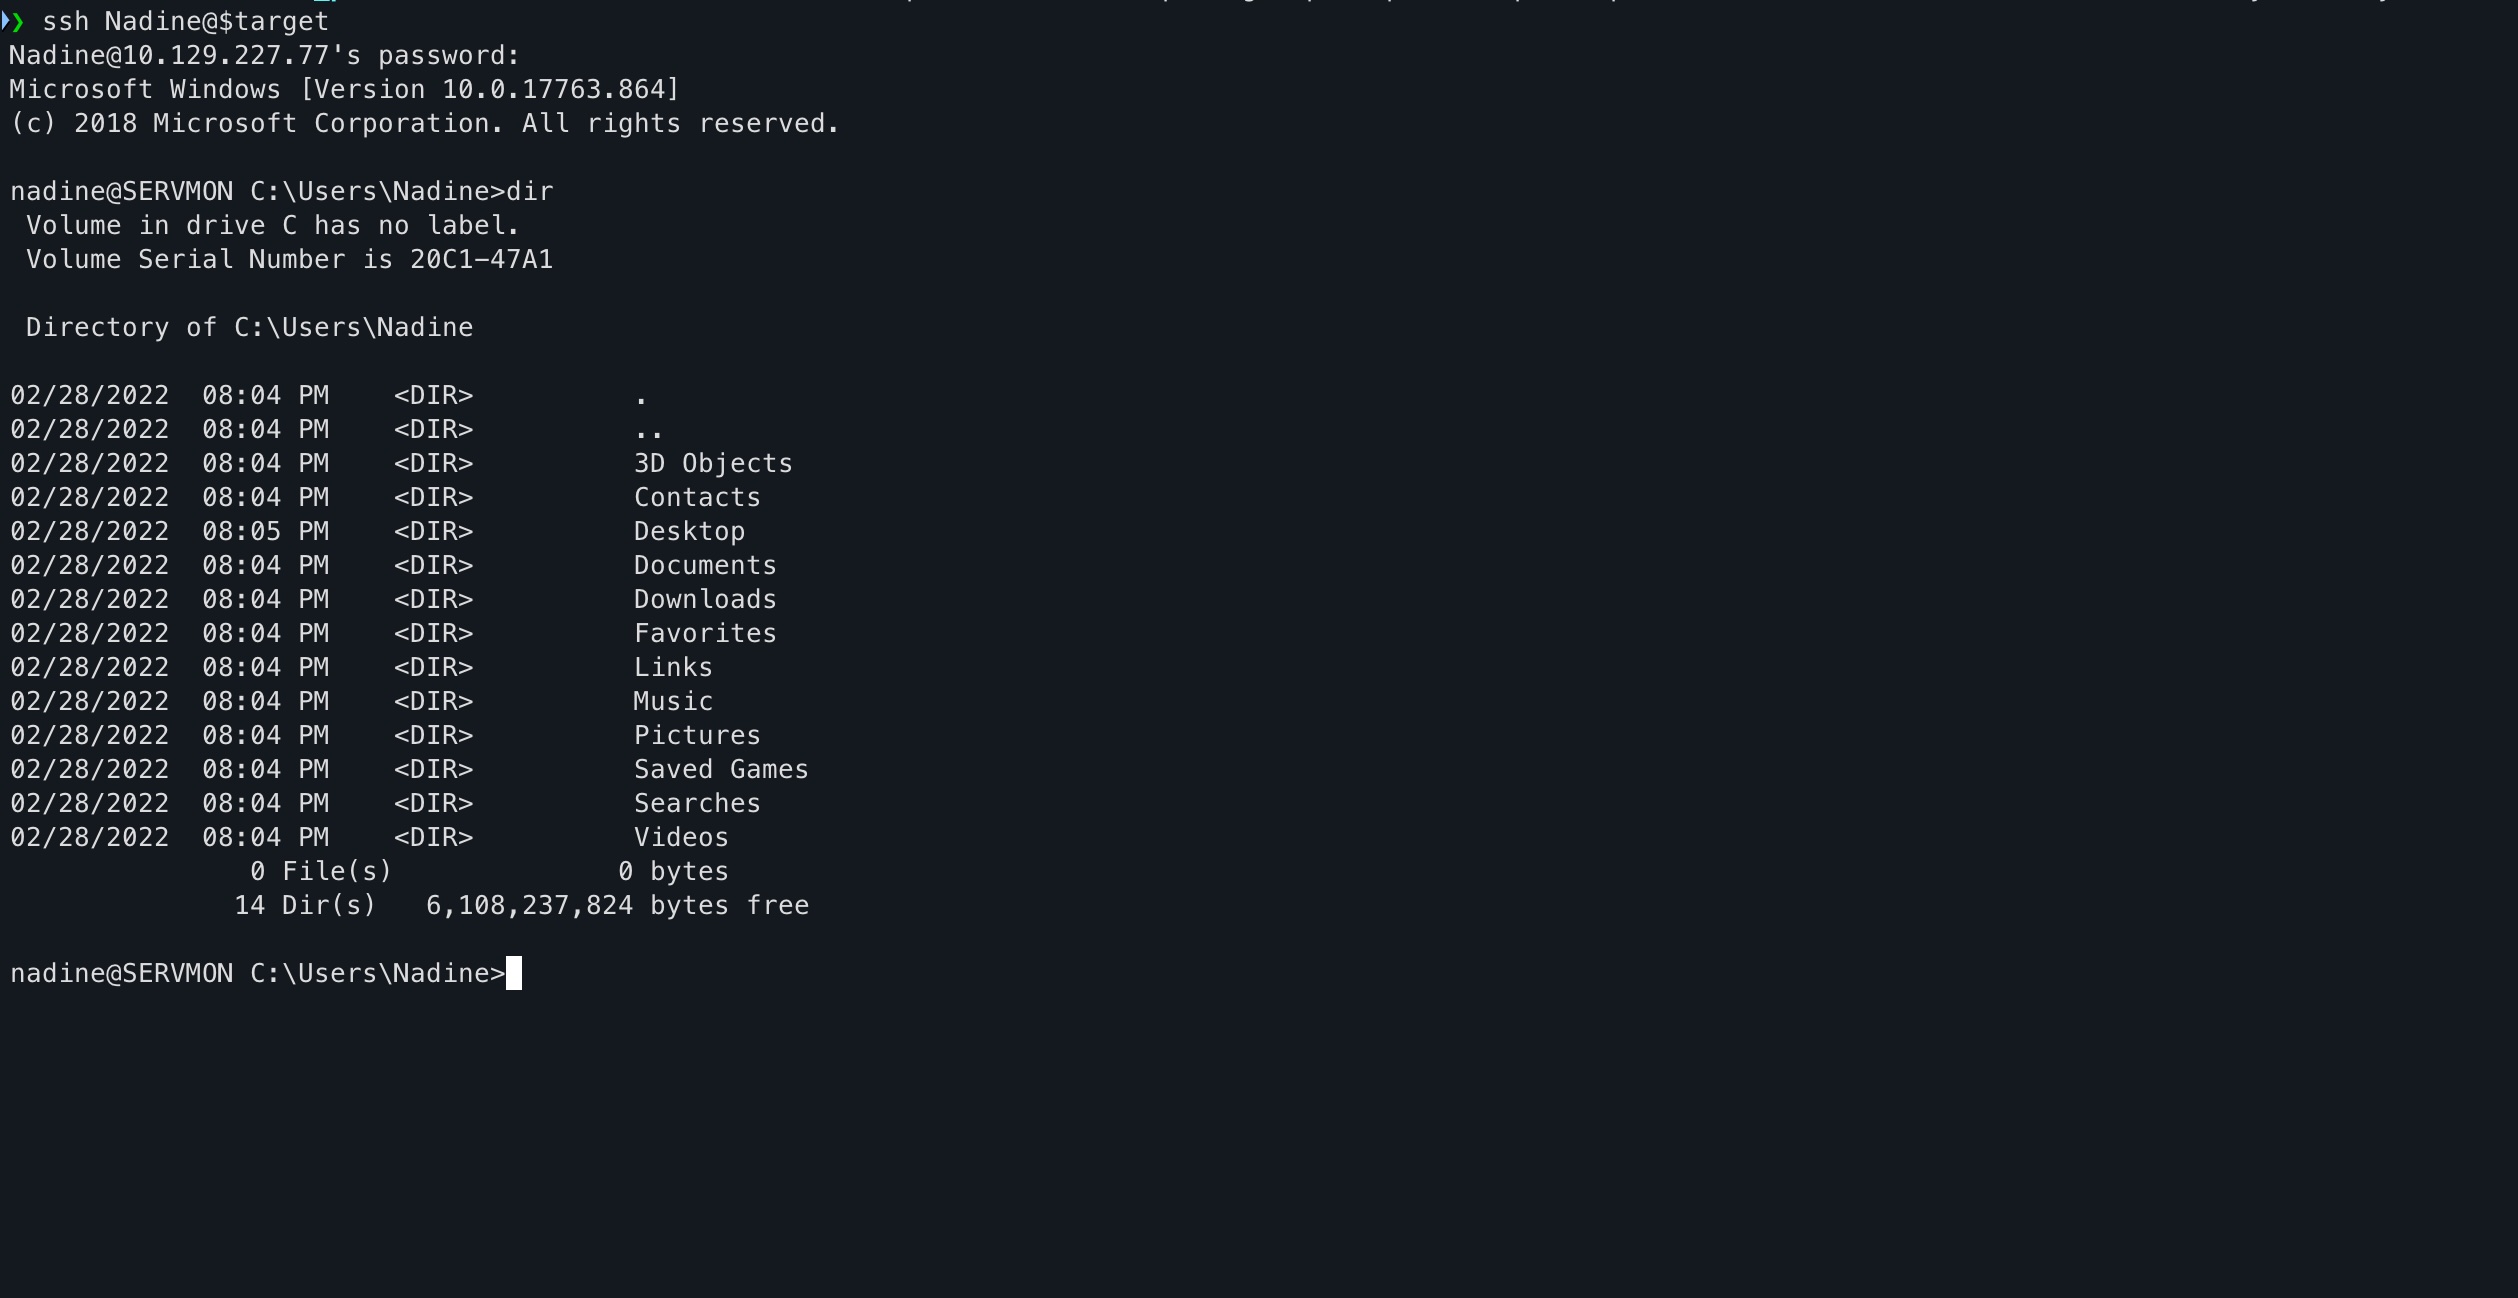 ❯ ssh Nadine@$target
Nadine@10.129.227.77's password:
Microsoft Windows [Version 10.0.17763.864]
(c) 2018 Microsoft Corporation. All rights reserved.

nadine@SERVMON C:\Users\Nadine>dir
 Volume in drive C has no label.
 Volume Serial Number is 20C1-47A1

 Directory of C:\Users\Nadine

02/28/2022  08:04 PM    <DIR>          .
02/28/2022  08:04 PM    <DIR>          ..
02/28/2022  08:04 PM    <DIR>          3D Objects
02/28/2022  08:04 PM    <DIR>          Contacts
02/28/2022  08:05 PM    <DIR>          Desktop
02/28/2022  08:04 PM    <DIR>          Documents
02/28/2022  08:04 PM    <DIR>          Downloads
02/28/2022  08:04 PM    <DIR>          Favorites
02/28/2022  08:04 PM    <DIR>          Links
02/28/2022  08:04 PM    <DIR>          Music
02/28/2022  08:04 PM    <DIR>          Pictures
02/28/2022  08:04 PM    <DIR>          Saved Games
02/28/2022  08:04 PM    <DIR>          Searches
02/28/2022  08:04 PM    <DIR>          Videos
               0 File(s)              0 bytes
              14 Dir(s)   6,108,237,824 bytes free

nadine@SERVMON C:\Users\Nadine>